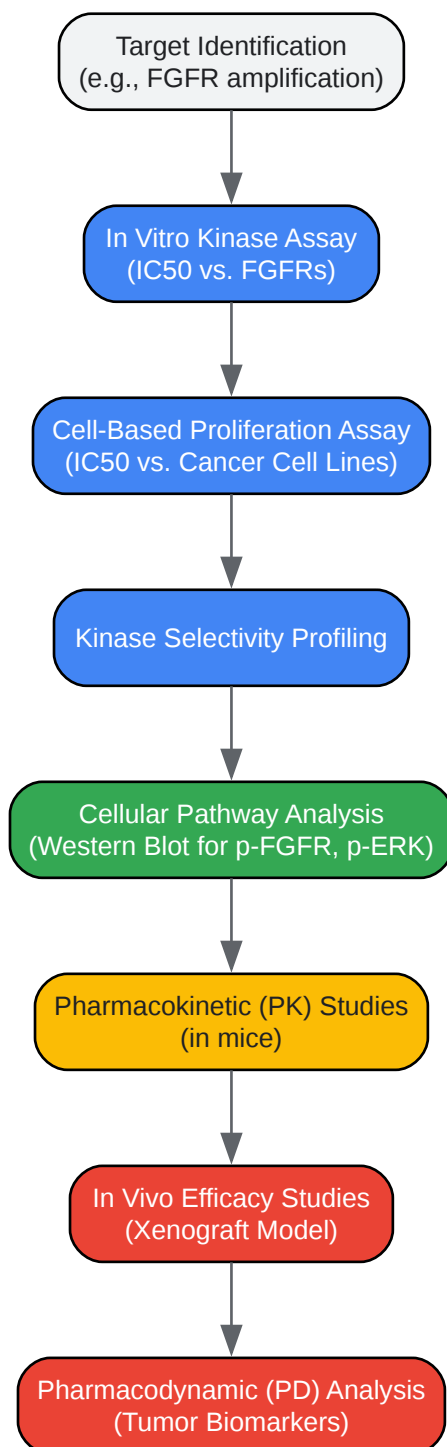 Target Identification
(e.g., FGFR amplification)
In Vitro Kinase Assay
(IC50 vs. FGFRs)
Cell-Based Proliferation Assay
(IC50 vs. Cancer Cell Lines)
Kinase Selectivity Profiling
Cellular Pathway Analysis
(Western Blot for p-FGFR, p-ERK)
Pharmacokinetic (PK) Studies
(in mice)
In Vivo Efficacy Studies
(Xenograft Model)
Pharmacodynamic (PD) Analysis
(Tumor Biomarkers)